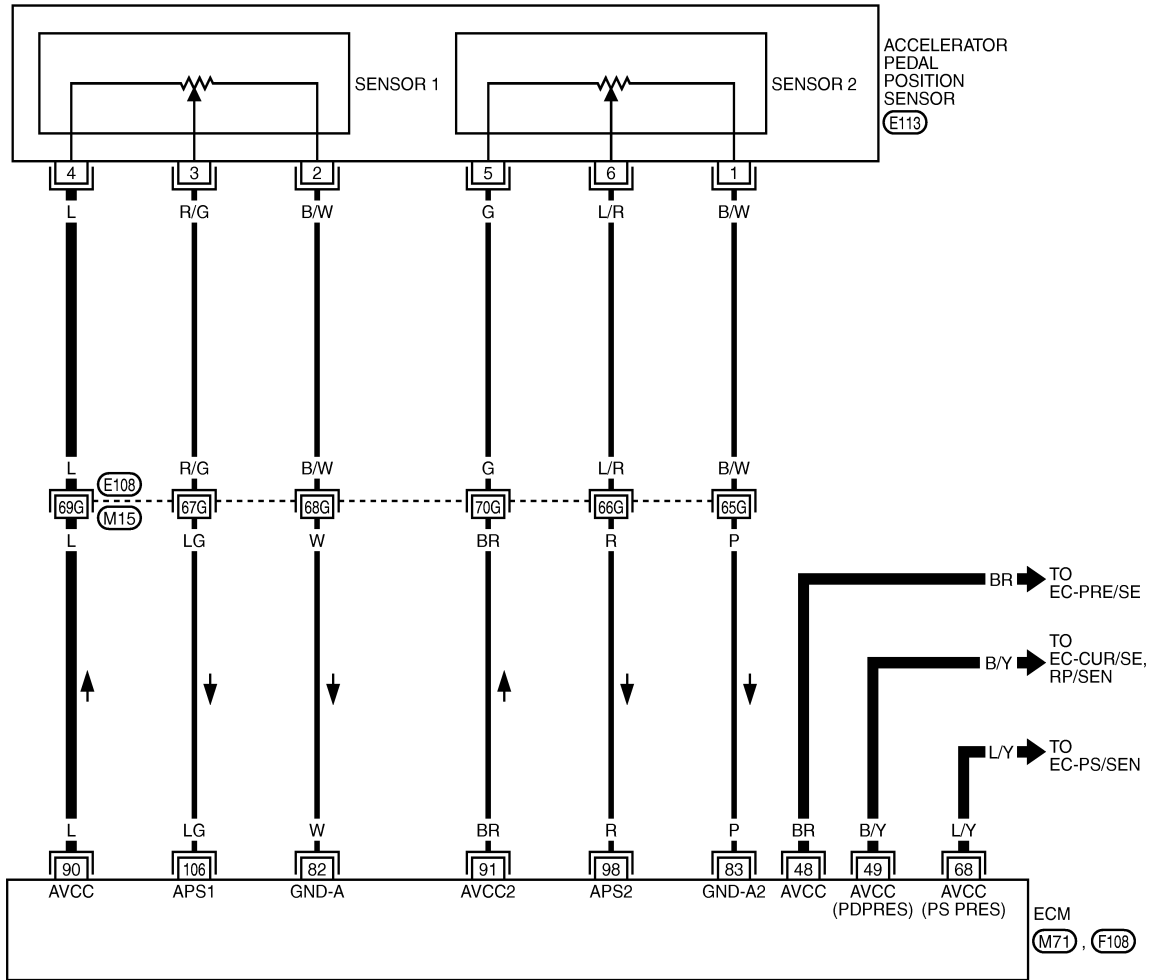 SENSOR 1
SENSOR 2
ACCELERATOR
PEDAL
POSITION
SENSOR
E113
4 3 2 5 6 1
L R/G B/W G L/R B/W
L R/G B/W G L/R B/W
E108
69G 67G 68G 70G 66G 65G
M15
L LG W BR R P
BR TO
EC-PRE/SE
B/Y TO
EC-CUR/SE,
RP/SEN
L/Y TO
EC-PS/SEN
L LG W BR R P BR B/Y L/Y
90 106 82 91 98 83 48 49 68
AVCC APS1 GND-A AVCC2 APS2 GND-A2 AVCC AVCC AVCC
(PDPRES) (PS PRES)
ECM
M71 , F108